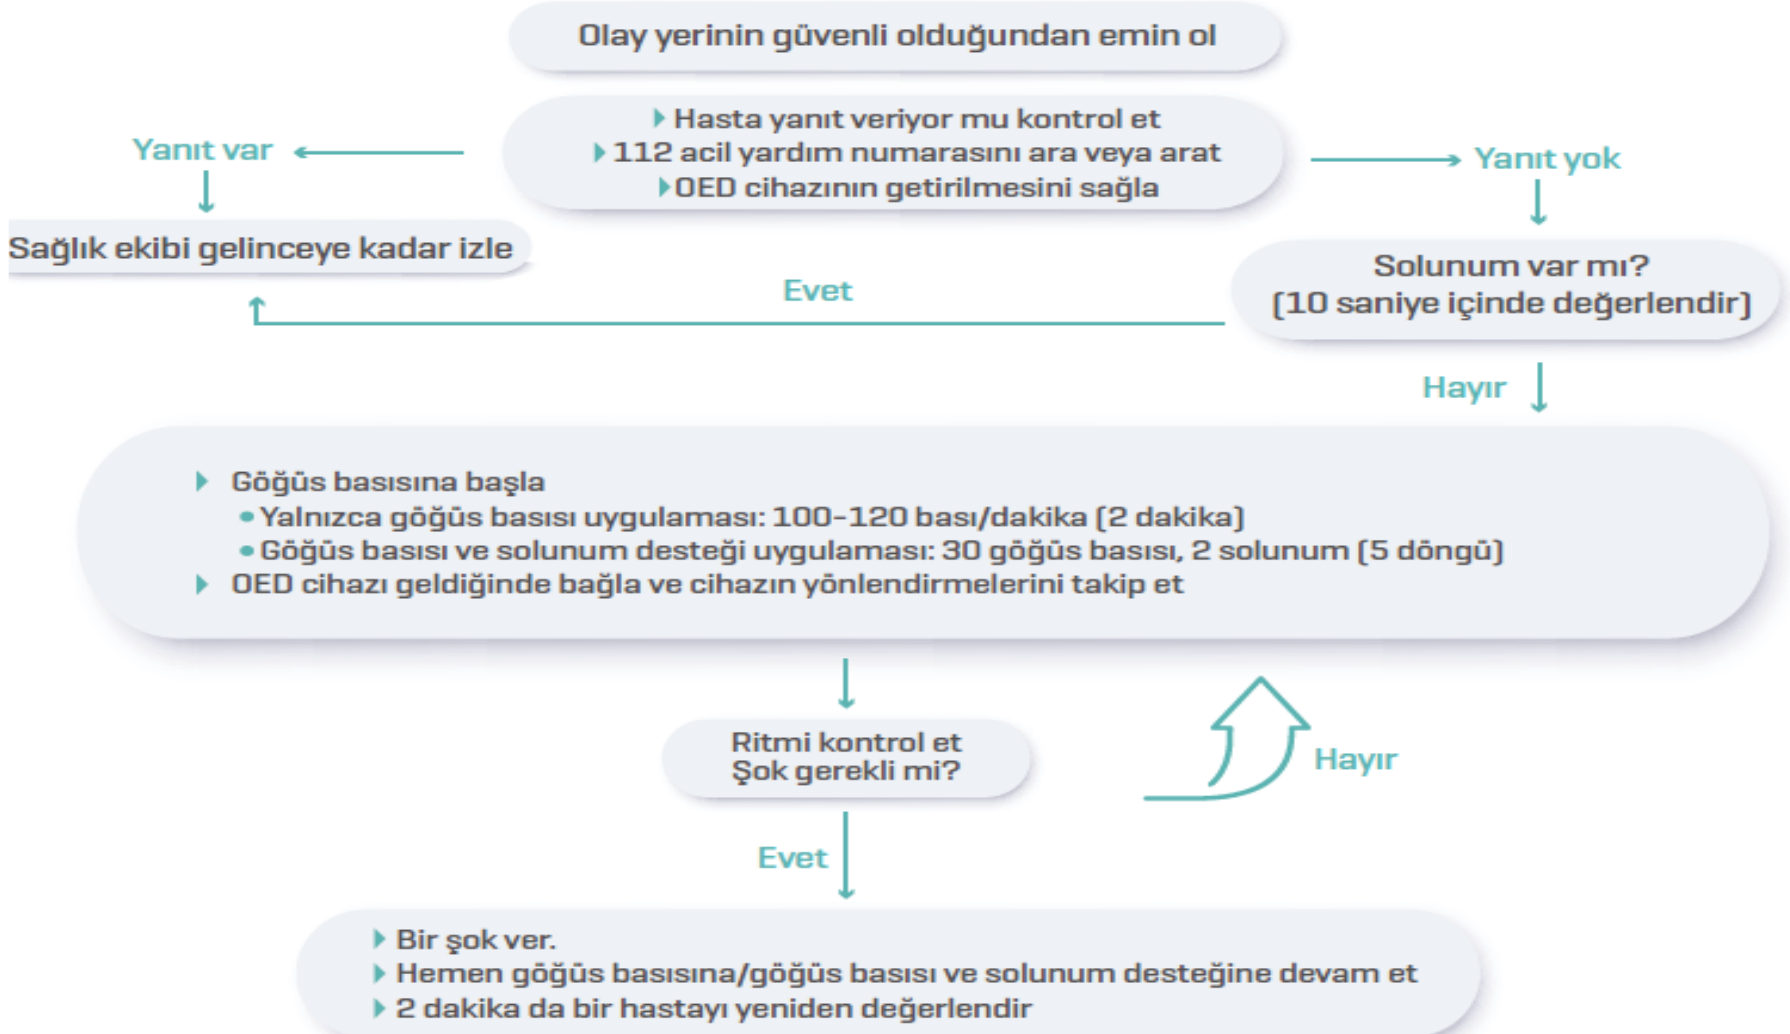 Olay yerinin güvenli olduğundan emin ol
Hasta yanıt veriyor mu kontrol et
112 acil yardım numarasını ara veya arat
OED cihazının getirilmesini sağla
Yanıt var
Yanıt yok
Sağlık ekibi gelinceye kadar izle
Solunum var mı?
(10 saniye içinde değerlendir)
Evet
Hayır
Göğüs basısına başla
Yalnızca göğüs basısı uygulaması: 100-120 bası/dakika (2 dakika)
Göğüs basısı ve solunum desteği uygulaması: 30 göğüs basısı, 2 solunum (5 döngü)
OED cihazı geldiğinde bağla ve cihazın yönlendirmelerini takip et
Ritmi kontrol et
Şok gerekli mi?
Hayır
Evet
Bir şok ver.
Hemen göğüs basısına/göğüs basısı ve solunum desteğine devam et
2 dakika da bir hastayı yeniden değerlendir